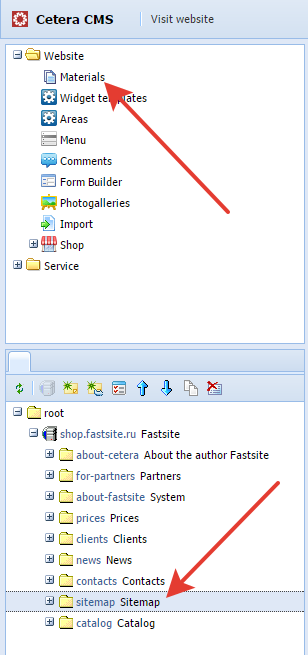 Cetera CMS Visit website
Website
Materials
Widget templates
Areas
Menu
Comments
Form Builder
Photogalleries
Import
Shop
Service
root
shop.fastsite.ru Fastsite
about-cetera About the author Fastsite
for-partners Partners
about-fastsite System
prices Prices
clients Clients
news News
contacts Contacts
sitemap Sitemap
catalog Catalog